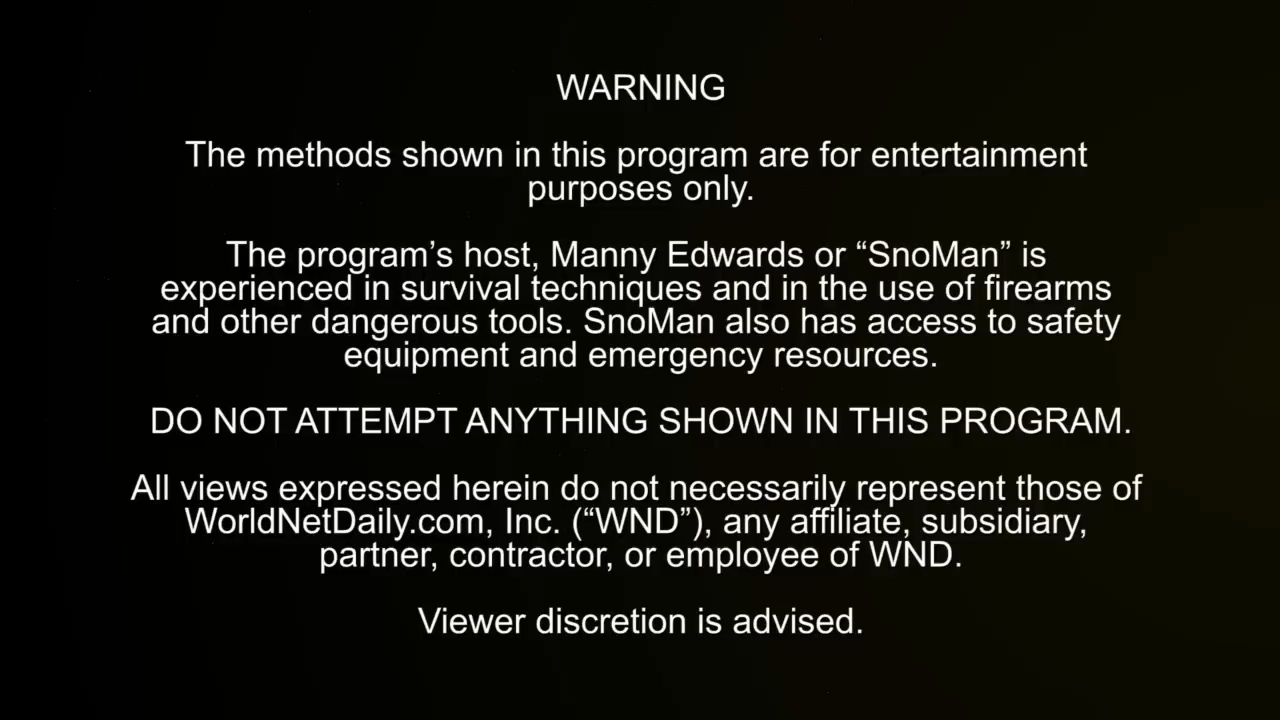 WARNING
The methods shown in this program are for entertainment
purposes only.
The program’s host, Manny Edwards or “SnoMan” is
experienced in survival techniques and in the use of firearms
and other dangerous tools. SnoMan also has access to safety
equipment and emergency resources.
DO NOT ATTEMPT ANYTHING SHOWN IN THIS PROGRAM.
All views expressed herein do not necessarily represent those of
WorldNetDaily.com, Inc. (“WND”), any affiliate, subsidiary,
partner, contractor, or employee of WND.
Viewer discretion is advised.